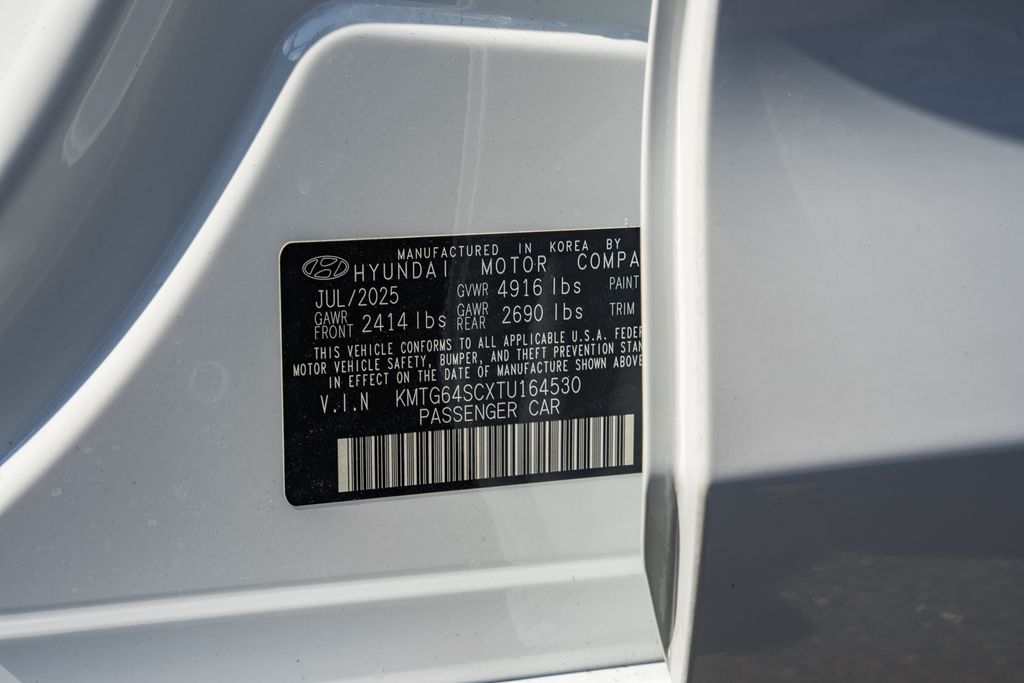 MANUFACTURED IN KOREA BY
HYUNDAI MOTOR COMPA
JUL/2025 GVWR 4916 lbs PAINT
GAWR FRONT 2414 lbs GAWR REAR 2690 lbs TRIM
THIS VEHICLE CONFORMS TO ALL APPLICABLE U.S.A. FEDER
MOTOR VEHICLE SAFETY, BUMPER, AND THEFT PREVENTION STAN
IN EFFECT ON THE DATE OF MANUFACTURE SHOWN ABOVE
V.I.N KMTG64SCXTU164530
PASSENGER CAR